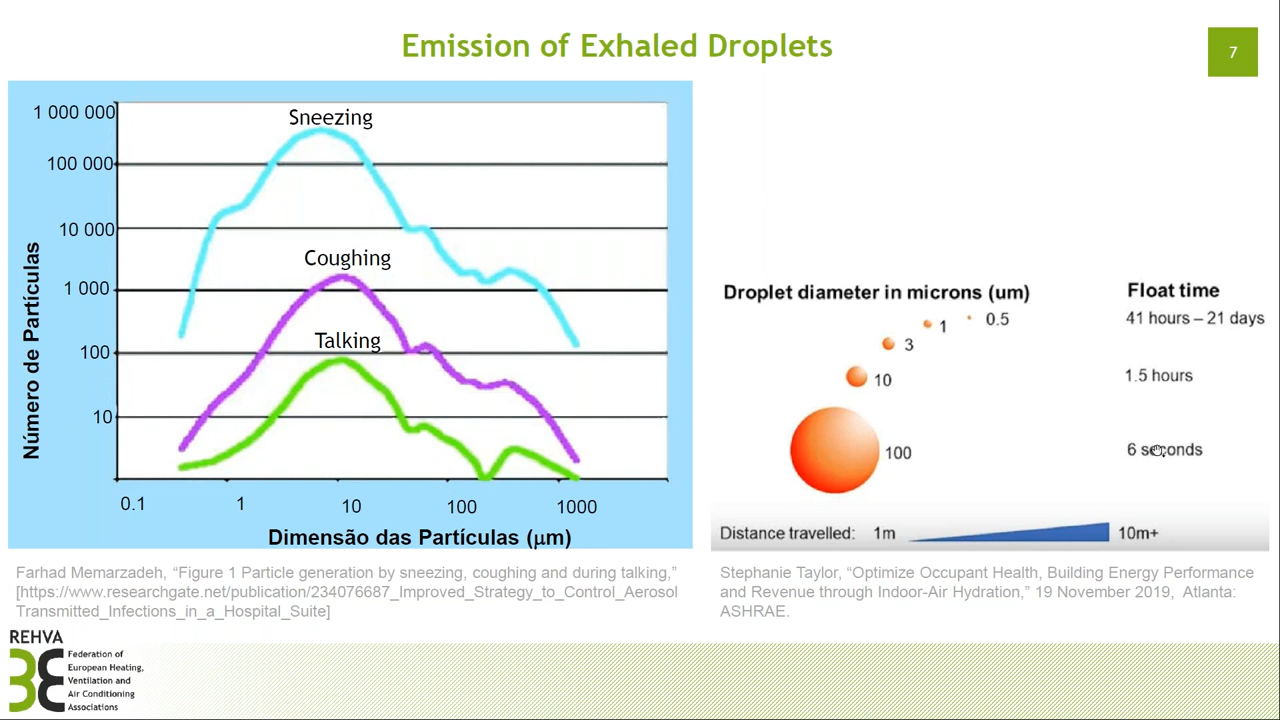 Emission of Exhaled Droplets
7
1 000 000
100 000
10 000
1 000
100
10
Número de Partículas
Sneezing
Coughing
Talking
0.1 1 10 100 1000
Dimensão das Partículas (μm)
Farhad Memarzadeh, “Figure 1 Particle generation by sneezing, coughing and during talking,”
[https://www.researchgate.net/publication/234076687_Improved_Strategy_to_Control_Aerosol
Transmitted_Infections_in_a_Hospital_Suite]
Droplet diameter in microns (um) Float time
0.5 41 hours – 21 days
1
3
10 1.5 hours
100 6 seconds
Distance travelled: 1m 10m+
Stephanie Taylor, “Optimize Occupant Health, Building Energy Performance
and Revenue through Indoor-Air Hydration,” 19 November 2019, Atlanta:
ASHRAE.
REHVA
Federation of
European Heating,
Ventilation and
Air Conditioning
Associations